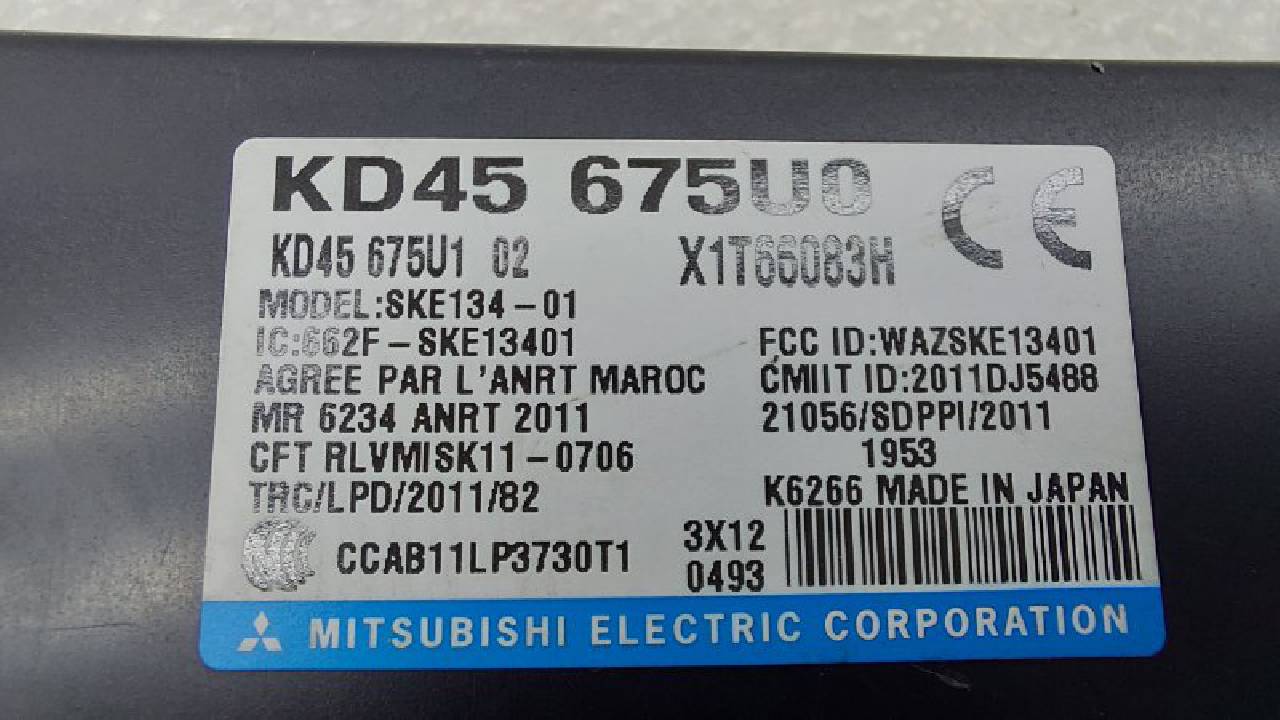 KD45 675U0
KD45 675U1 02 X1T66083H
MODEL:SKE134-01
IC:662F-SKE13401 FCC ID:WAZSKE13401
AGREE PAR L'ANRT MAROC CMIIT ID:2011DJ5488
MR 6234 ANRT 2011 21056/SDPPI/2011
CFT RLVMISK11-0706 1953
TRC/LPD/2011/82 K6266 MADE IN JAPAN
CCAB11LP3730T1 3X12
0493
MITSUBISHI ELECTRIC CORPORATION